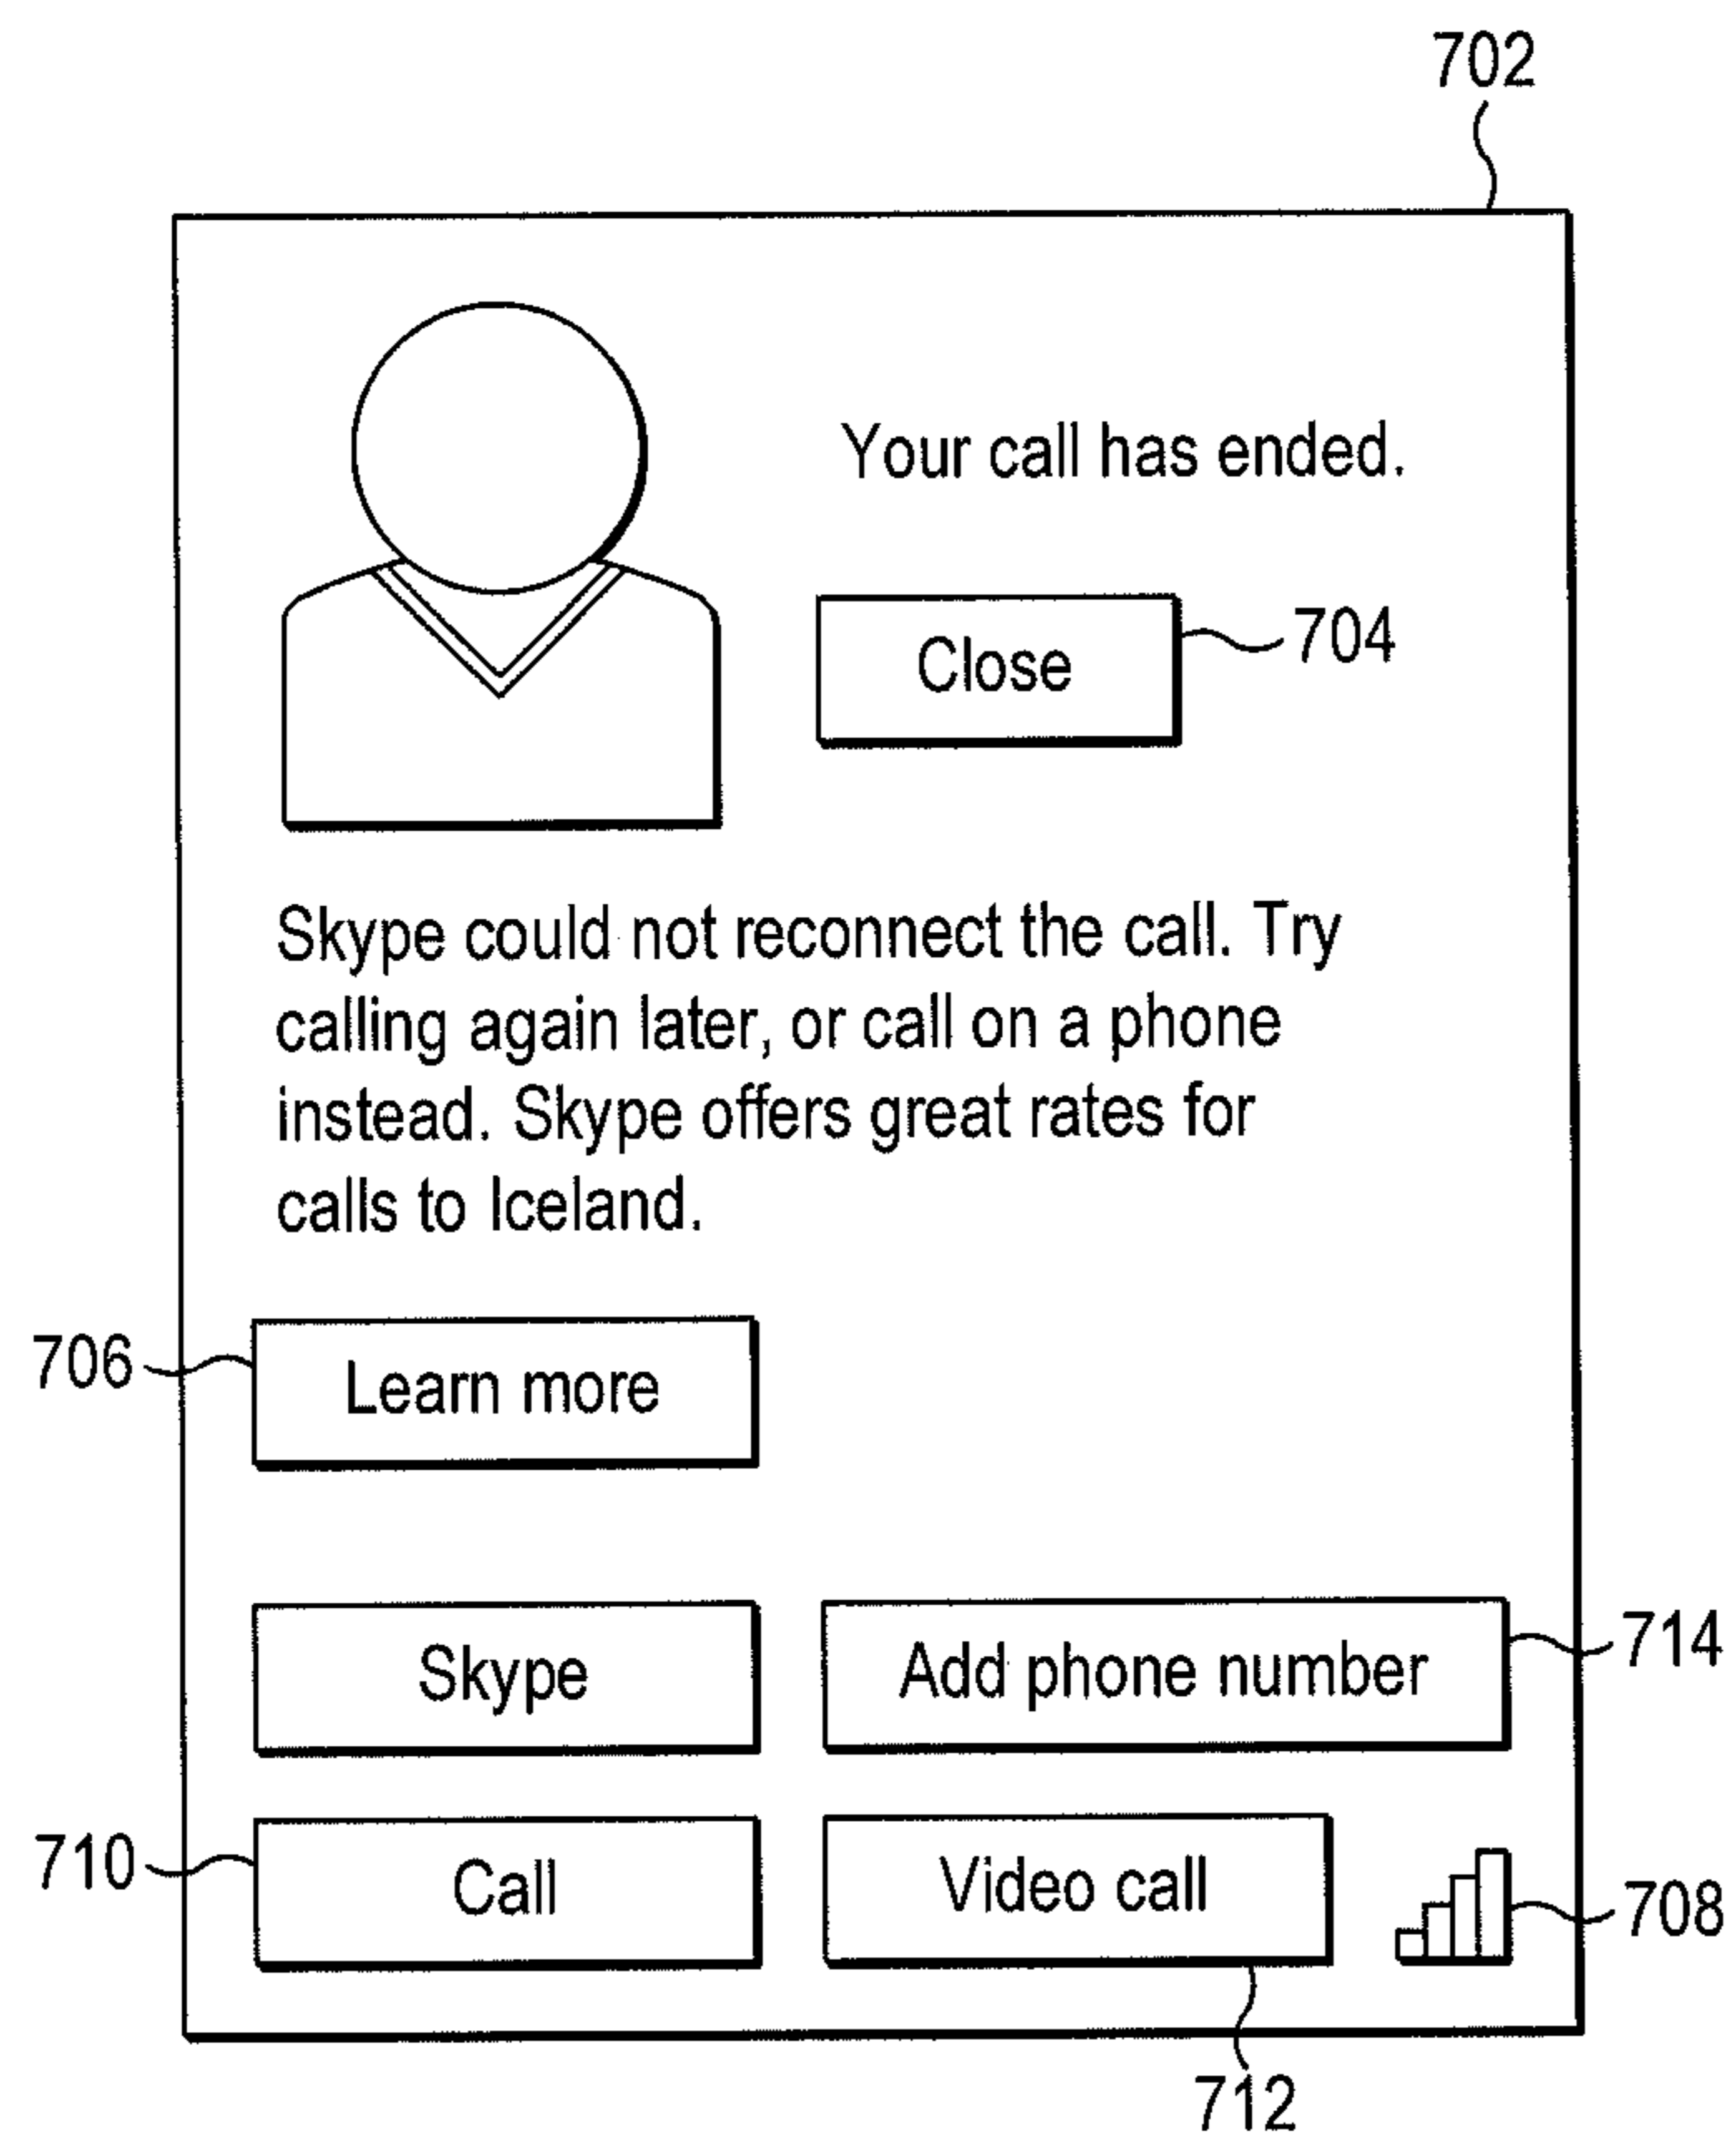 702
Your call has ended.
Close
704
Skype could not reconnect the call. Try
calling again later, or call on a phone
instead. Skype offers great rates for
calls to Iceland.
706
Learn more
Skype
Add phone number
714
710
Call
Video call
708
712